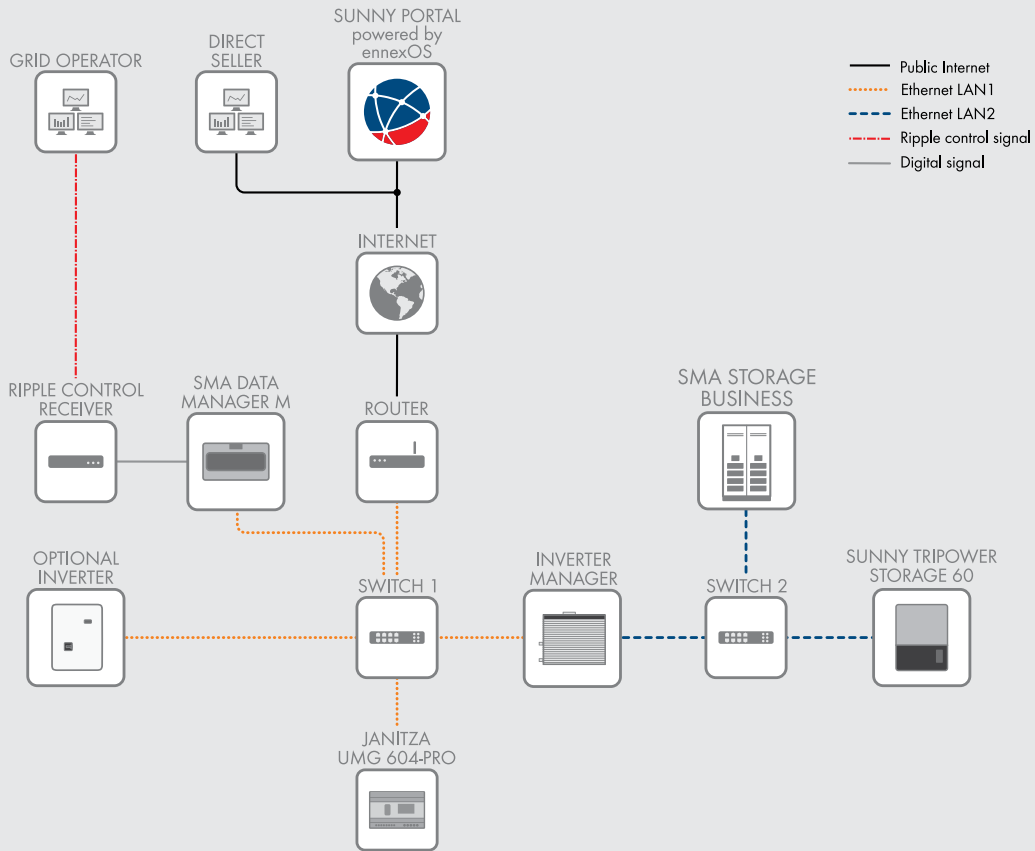 SUNNY PORTAL
powered by
ennexOS
DIRECT
SELLER
GRID OPERATOR
Public Internet
Ethernet LAN1
Ethernet LAN2
Ripple control signal
Digital signal
INTERNET
RIPPLE CONTROL
RECEIVER
SMA DATA
MANAGER M
ROUTER
SMA STORAGE
BUSINESS
OPTIONAL
INVERTER
SWITCH 1
INVERTER
MANAGER
SWITCH 2
SUNNY TRIPOWER
STORAGE 60
JANITZA
UMG 604-PRO